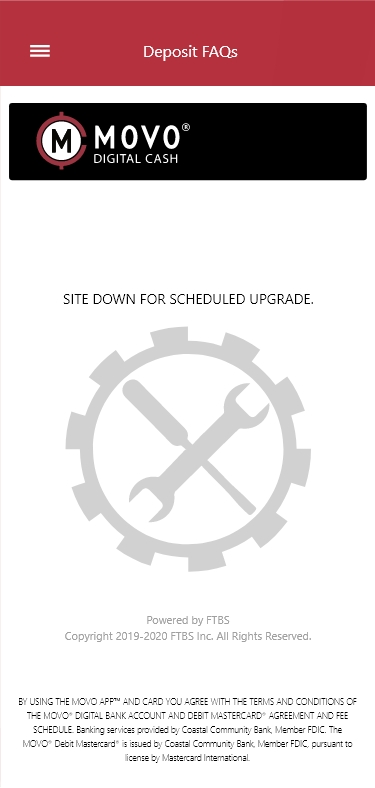 Deposit FAQs
M MOVO®
DIGITAL CASH
SITE DOWN FOR SCHEDULED UPGRADE.
Powered by FTBS
Copyright 2019-2020 FTBS Inc. All Rights Reserved.
BY USING THE MOVO APP™ AND CARD YOU AGREE WITH THE TERMS AND CONDITIONS OF
THE MOVO® DIGITAL BANK ACCOUNT AND DEBIT MASTERCARD® AGREEMENT AND FEE
SCHEDULE. Banking services provided by Coastal Community Bank, Member FDIC. The
MOVO® Debit Mastercard® is issued by Coastal Community Bank, Member FDIC, pursuant to
license by Mastercard International.